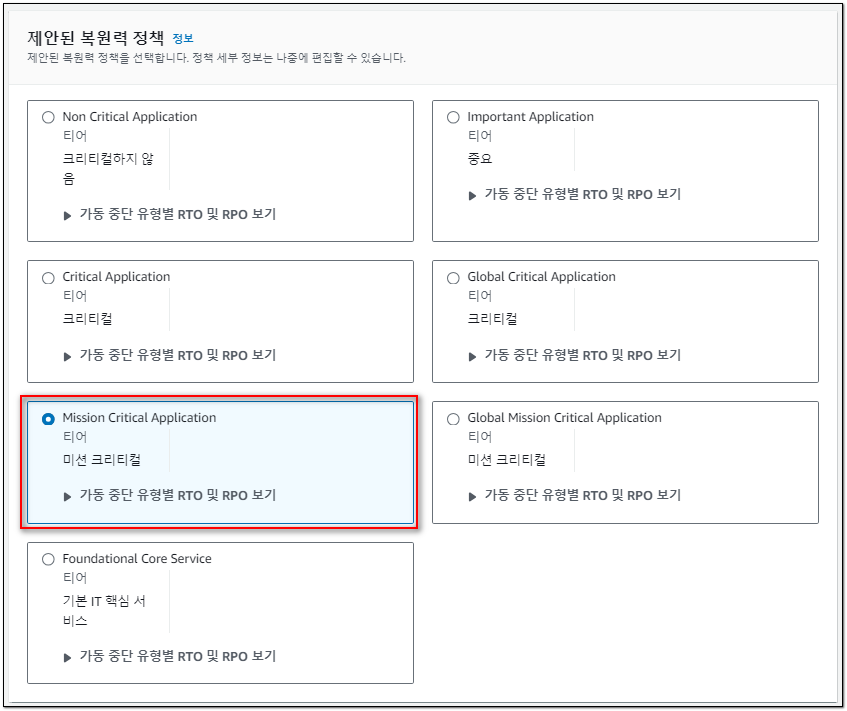 제안된 복원력 정책 정보
제안된 복원력 정책을 선택합니다. 정책 세부 정보는 나중에 편집할 수 있습니다.
Non Critical Application
티어
크리티컬하지 않
음
▶ 가동 중단 유형별 RTO 및 RPO 보기
Important Application
티어
중요
▶ 가동 중단 유형별 RTO 및 RPO 보기
Critical Application
티어
크리티컬
▶ 가동 중단 유형별 RTO 및 RPO 보기
Global Critical Application
티어
크리티컬
▶ 가동 중단 유형별 RTO 및 RPO 보기
Mission Critical Application
티어
미션 크리티컬
▶ 가동 중단 유형별 RTO 및 RPO 보기
Global Mission Critical Application
티어
미션 크리티컬
▶ 가동 중단 유형별 RTO 및 RPO 보기
Foundational Core Service
티어
기본 IT 핵심 서
비스
▶ 가동 중단 유형별 RTO 및 RPO 보기